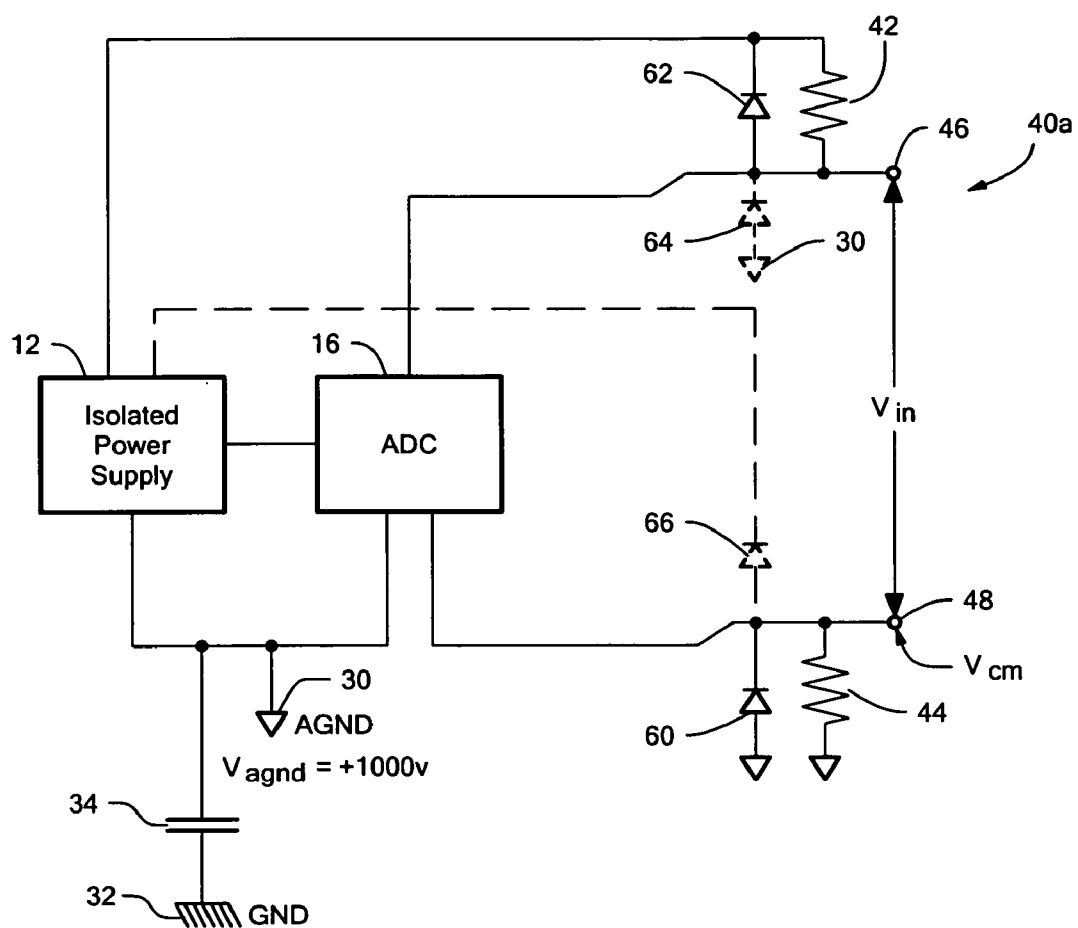 42
62
46
40a
64
30
12
16
Isolated
Power
Supply
ADC
V in
66
48
V cm
30
AGND
60
44
V agnd = +1000v
34
32
GND